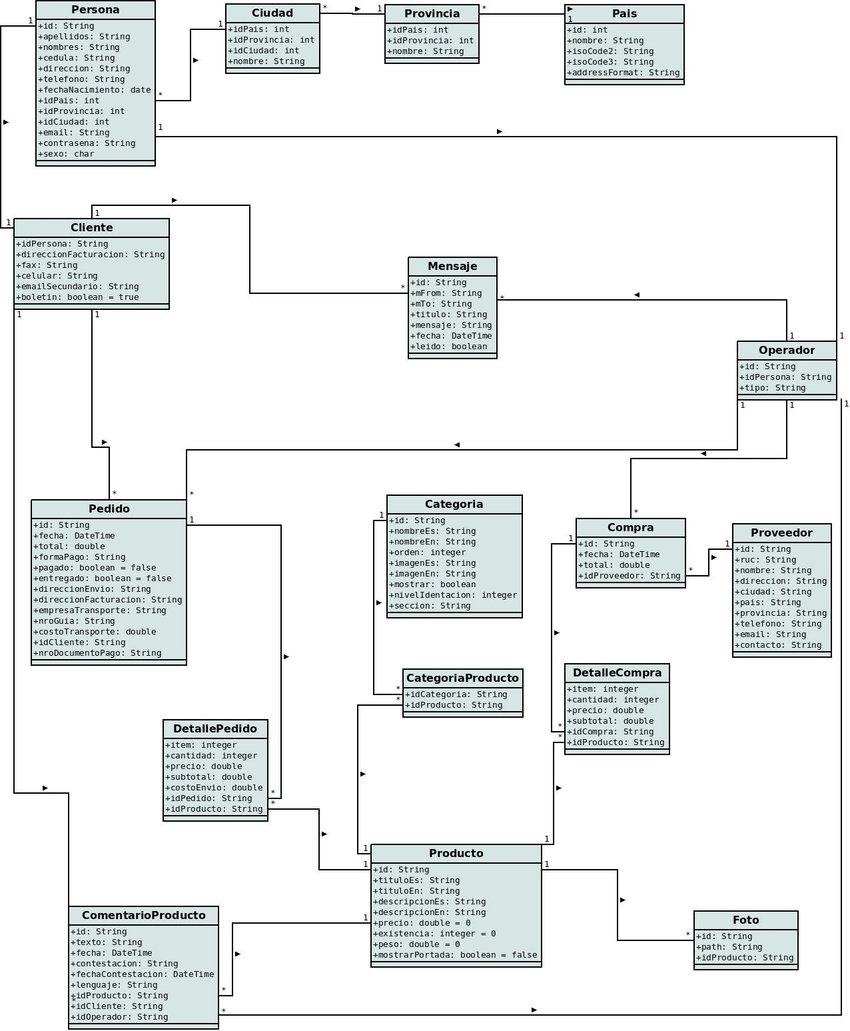 Persona
+id: String
+apellidos: String
+nombres: String
+cedula: String
+direccion: String
+telefono: String
+fechaNacimiento: date
+idPais: int
+idProvincia: int
+idCiudad: int
+email: String
+contrasena: String
+sexo: char
1
1
*
1
Ciudad
+idPais: int
+idProvincia: int
+idCiudad: int
+nombre: String
*
1
Provincia
+idPais: int
+idProvincia: int
+nombre: String
*
1
Pais
+id: int
+nombre: String
+isoCode2: String
+isoCode3: String
+addressFormat: String
1
1
Cliente
+idPersona: String
+direccionFacturacion: String
+fax: String
+celular: String
+emailSecundario: String
+boletin: boolean = true
1
1
*
Mensaje
+id: String
+mFrom: String
+mTo: String
+titulo: String
+mensaje: String
+fecha: DateTime
+leido: boolean
*
1
1
Operador
+id: String
+idPersona: String
+tipo: String
1
1
1
*
*
Pedido
+id: String
+fecha: DateTime
+total: double
+formaPago: String
+pagado: boolean = false
+entregado: boolean = false
+direccionEnvio: String
+direccionFacturacion: String
+empresaTransporte: String
+nroGuia: String
+costoTransporte: double
+idCliente: String
+nroDocumentoPago: String
1
1
Categoria
+id: String
+nombreEs: String
+nombreEn: String
+orden: integer
+imagenEs: String
+imagenEn: String
+mostrar: boolean
+nivelIdentacion: integer
+seccion: String
*
1
Compra
+id: String
+fecha: DateTime
+total: double
+idProveedor: String
*
1
Proveedor
+id: String
+ruc: String
+nombre: String
+direccion: String
+ciudad: String
+pais: String
+provincia: String
+telefono: String
+email: String
+contacto: String
*
*
CategoriaProducto
+idCategoria: String
+idProducto: String
*
*
DetalleCompra
+item: integer
+cantidad: integer
+precio: double
+subtotal: double
+idCompra: String
+idProducto: String
DetallePedido
+item: integer
+cantidad: integer
+precio: double
+subtotal: double
+costoEnvio: double
+idPedido: String
+idProducto: String
*
*
1
1
1
1
1
Producto
+id: String
+tituloEs: String
+tituloEn: String
+descripcionEs: String
+descripcionEn: String
+precio: double = 0
+existencia: integer = 0
+peso: double = 0
+mostrarPortada: boolean = false
ComentarioProducto
+id: String
+texto: String
+fecha: DateTime
+contestacion: String
+fechaContestacion: DateTime
+lenguaje: String
+idProducto: String
+idCliente: String
+idOperador: String
*
*
*
*
Foto
+id: String
+path: String
+idProducto: String